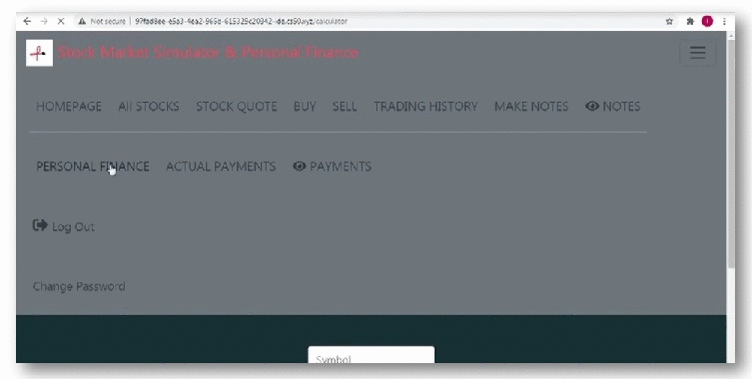 Not secure | 97fad8ee-e5a3-4ea2-965d-615329c20342-ide.cs50.xyz/calculator
Stock Market Simulator & Personal Finance
HOMEPAGE All STOCKS STOCK QUOTE BUY SELL TRADING HISTORY MAKE NOTES NOTES
PERSONAL FINANCE ACTUAL PAYMENTS PAYMENTS
Log Out
Change Password
Symbol